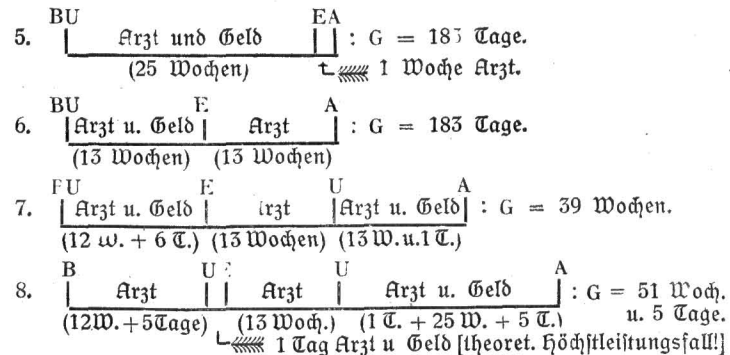 BU EA
5. Arzt und Geld : G = 183 Tage.
(25 Wochen) 1 Woche Arzt.
BU E A
6. Arzt u. Geld Arzt : G = 183 Tage.
(13 Wochen) (13 Wochen)
U E U A
7. Arzt u. Geld Arzt Arzt u. Geld : G = 39 Wochen.
(12 W. + 6 T.) (13 Wochen) (13 W. u. 1 T.)
B U E U A
8. Arzt Arzt Arzt u. Geld : G = 51 Woch.
(12W. + 5 Tage) (13 Woch.) (1 T. + 25 W. + 5 T.) u. 5 Tage.
1 Tag Arzt u Geld [theoret. Höchstleistungsfall!]